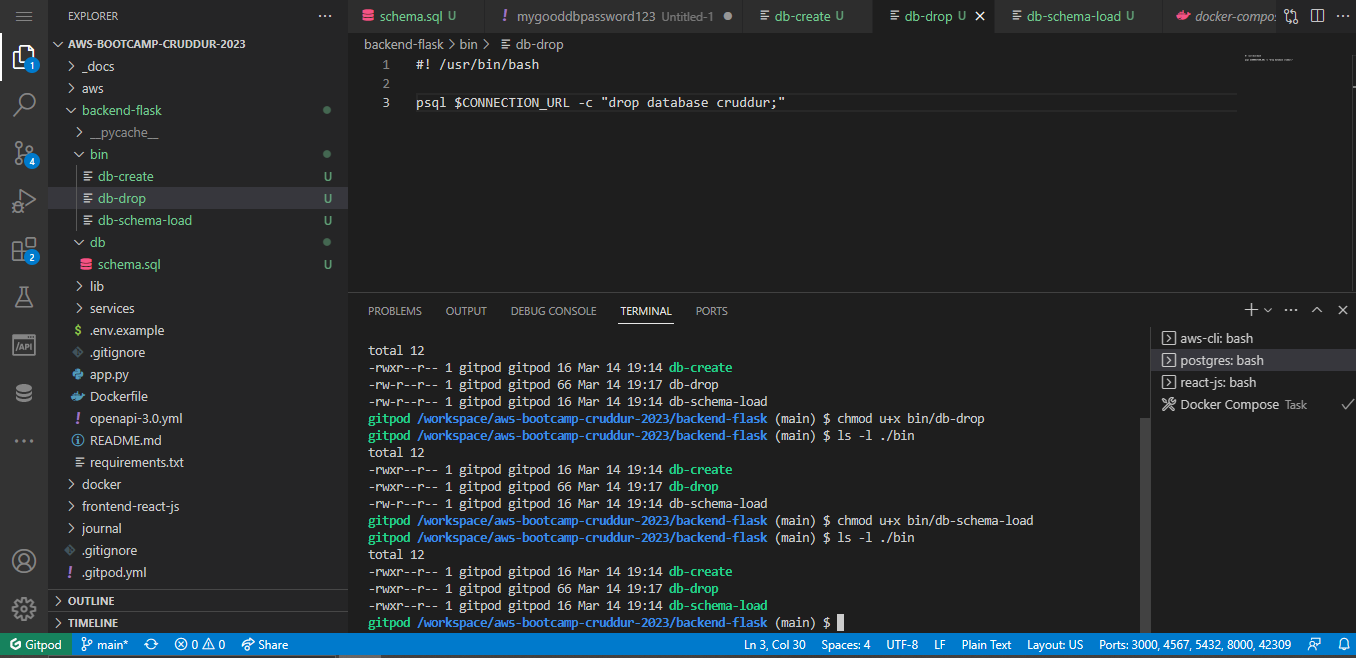 EXPLORER
AWS-BOOTCAMP-CRUDDUR-2023
_docs
aws
backend-flask
__pycache__
bin
db-create U
db-drop U
db-schema-load U
db
schema.sql U
lib
services
$ .env.example
.gitignore
app.py
Dockerfile
! openapi-3.0.yml
README.md
requirements.txt
docker
frontend-react-js
journal
.gitignore
! .gitpod.yml
OUTLINE
TIMELINE
1
4
2
/API
schema.sql U
! mygooddbpassword123 Untitled-1
db-create U
db-drop U
db-schema-load U
docker-compo
backend-flask > bin > db-drop
1 #! /usr/bin/bash
2
3 psql $CONNECTION_URL -c "drop database cruddur;"
PROBLEMS OUTPUT DEBUG CONSOLE TERMINAL PORTS
total 12
-rwxr--r-- 1 gitpod gitpod 16 Mar 14 19:14 db-create
-rw-r--r-- 1 gitpod gitpod 66 Mar 14 19:17 db-drop
-rw-r--r-- 1 gitpod gitpod 16 Mar 14 19:14 db-schema-load
gitpod /workspace/aws-bootcamp-cruddur-2023/backend-flask (main) $ chmod u+x bin/db-drop
gitpod /workspace/aws-bootcamp-cruddur-2023/backend-flask (main) $ ls -l ./bin
total 12
-rwxr--r-- 1 gitpod gitpod 16 Mar 14 19:14 db-create
-rwxr--r-- 1 gitpod gitpod 66 Mar 14 19:17 db-drop
-rw-r--r-- 1 gitpod gitpod 16 Mar 14 19:14 db-schema-load
gitpod /workspace/aws-bootcamp-cruddur-2023/backend-flask (main) $ chmod u+x bin/db-schema-load
gitpod /workspace/aws-bootcamp-cruddur-2023/backend-flask (main) $ ls -l ./bin
total 12
-rwxr--r-- 1 gitpod gitpod 16 Mar 14 19:14 db-create
-rwxr--r-- 1 gitpod gitpod 66 Mar 14 19:17 db-drop
-rwxr--r-- 1 gitpod gitpod 16 Mar 14 19:14 db-schema-load
gitpod /workspace/aws-bootcamp-cruddur-2023/backend-flask (main) $
aws-cli: bash
postgres: bash
react-js: bash
Docker Compose Task
Gitpod main* 0 0 Share Ln 3, Col 30 Spaces: 4 UTF-8 LF Plain Text Layout: US Ports: 3000, 4567, 5432, 8000, 42309